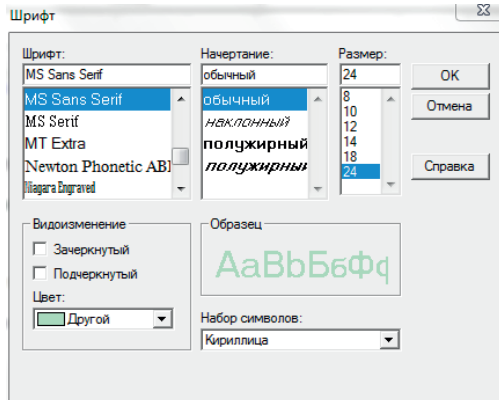 Шрифт
Шрифт:
MS Sans Serif
MS Sans Serif
MS Serif
MT Extra
Newton Phonetic ABI
Niagara Engraved
Начертание:
обычный
обычный
наклонный
полужирный
полужирный
Размер:
24
8
10
12
14
18
24
OK
Отмена
Справка
Видоизменение
Зачеркнутый
Подчеркнутый
Цвет:
Другой
Образец
АаBbБбФф
Набор символов:
Кириллица